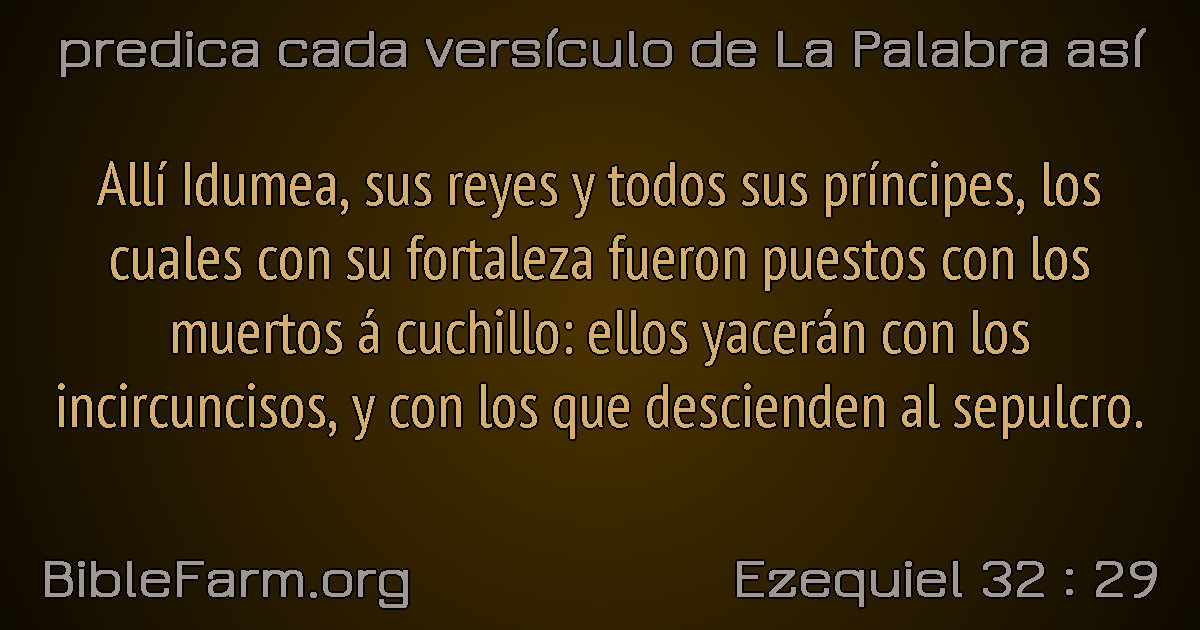 predica cada versículo de La Palabra así
Allí Idumea, sus reyes y todos sus príncipes, los
cuales con su fortaleza fueron puestos con los
muertos á cuchillo: ellos yacerán con los
incircuncisos, y con los que descienden al sepulcro.
BibleFarm.org
Ezequiel 32 : 29